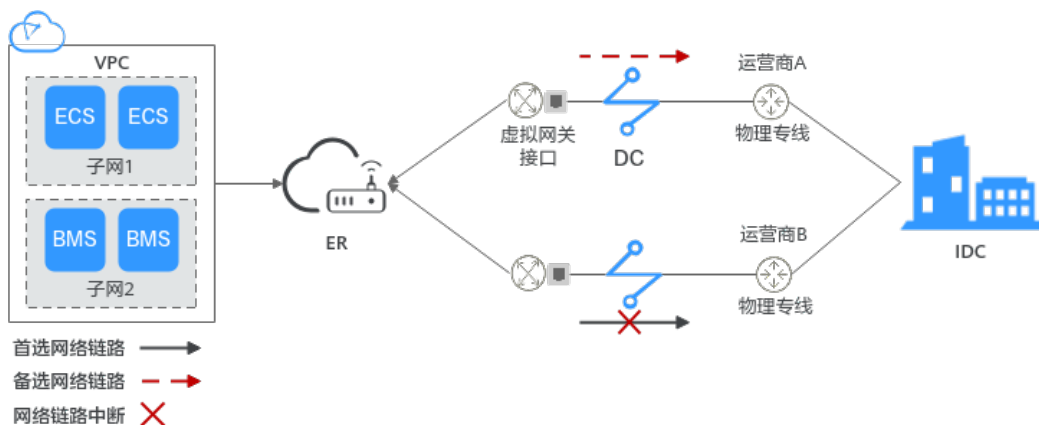 VPC
ECS
ECS
子网1
BMS
BMS
子网2
ER
虚拟网关
接口
DC
运营商A
物理专线
运营商B
物理专线
IDC
首选网络链路
备选网络链路
网络链路中断